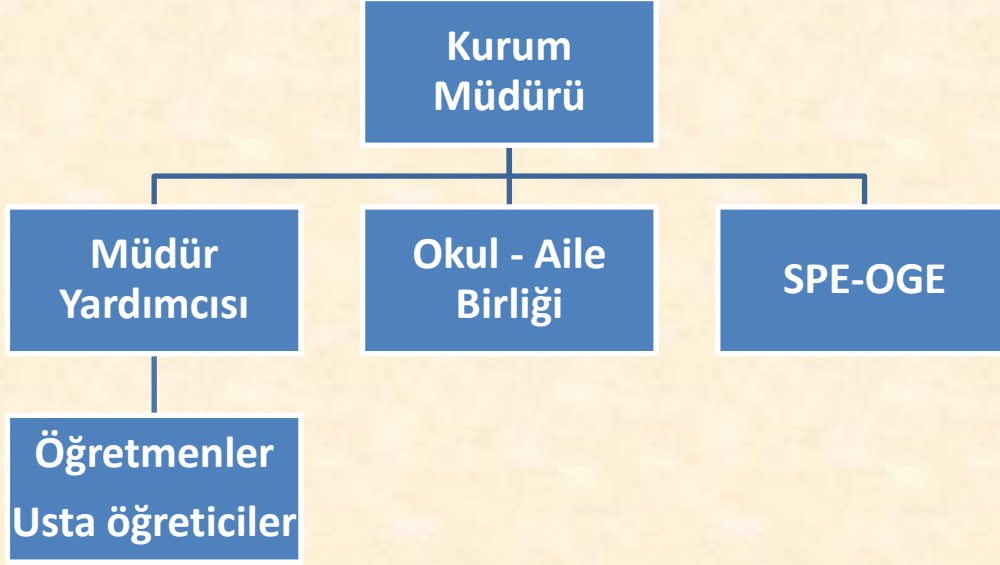 Kurum
Müdürü
Müdür
Yardımcısı
Okul - Aile
Birliği
SPE-OGE
Öğretmenler
Usta öğreticiler